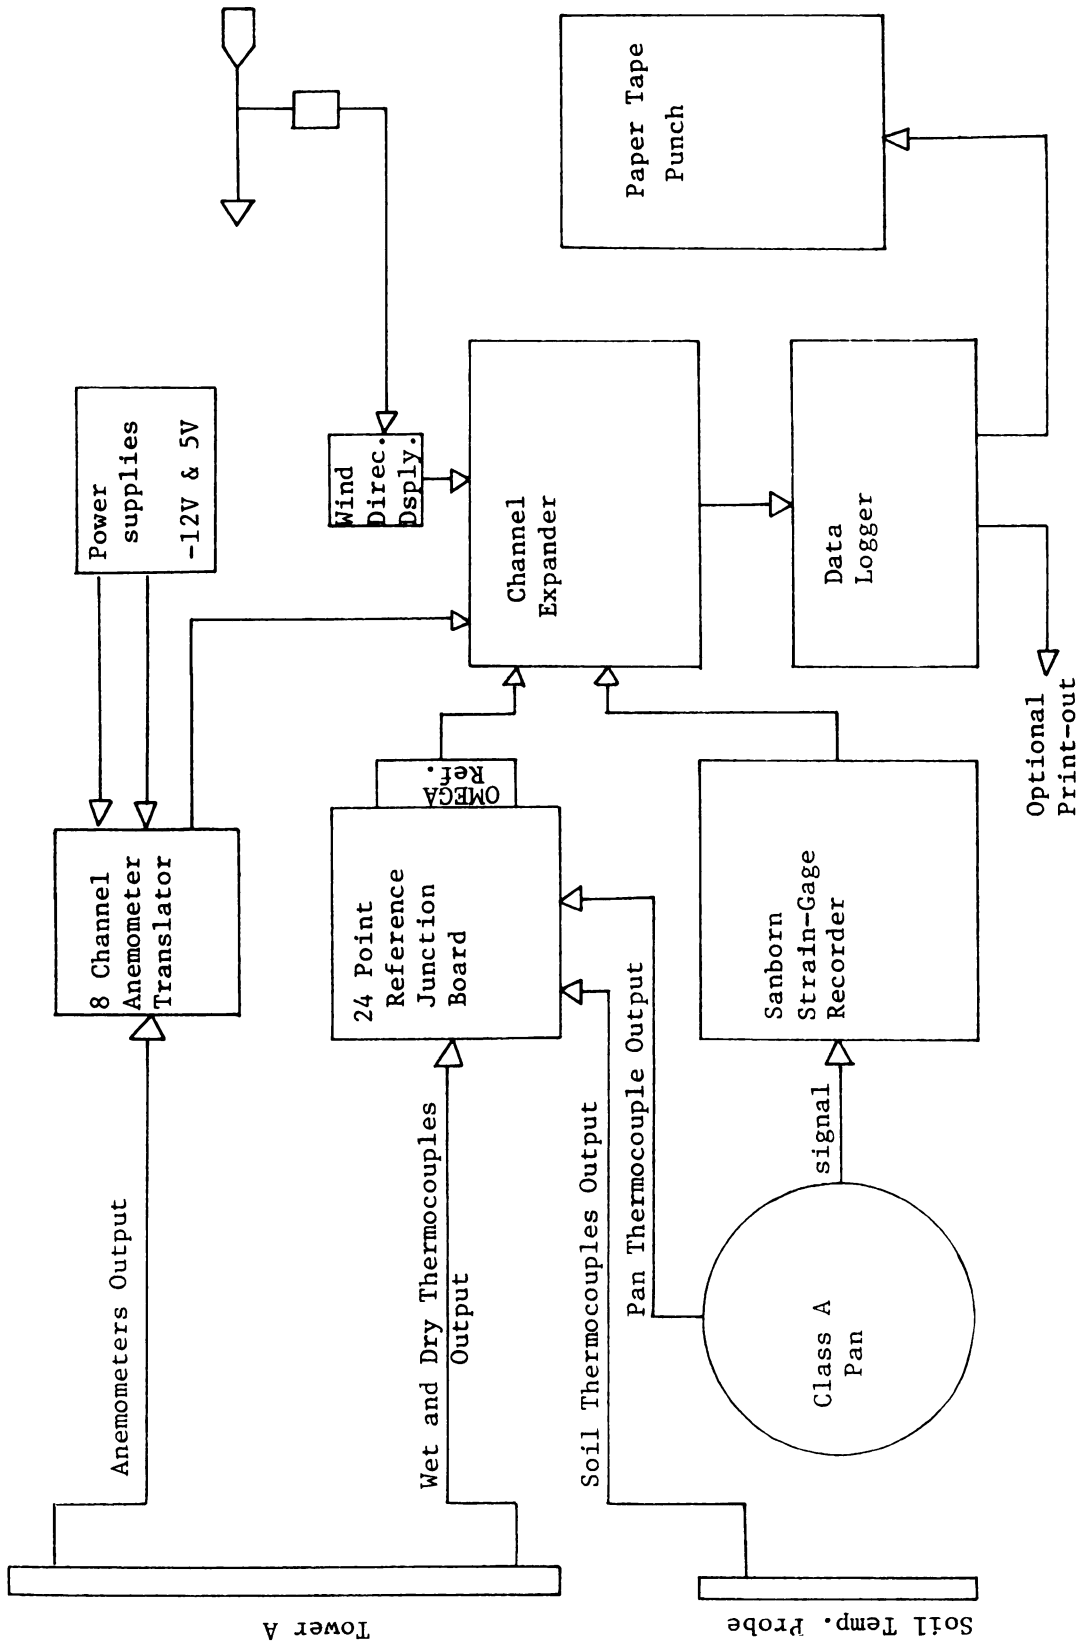 Tower A
Anemometers Output
8 Channel
Anemometer
Translator
Power
supplies
-12V & 5V
Wet and Dry Thermocouples
Output
24 Point
Reference
Junction
Board
OMEGA
Ref.
Wind
Direc.
Dsply.
Channel
Expander
Paper Tape
Punch
Soil Temp. Probe
Soil Thermocouples Output
Pan Thermocouple Output
Class A
Pan
signal
Sanborn
Strain-Gage
Recorder
Data
Logger
Optional
Print-out